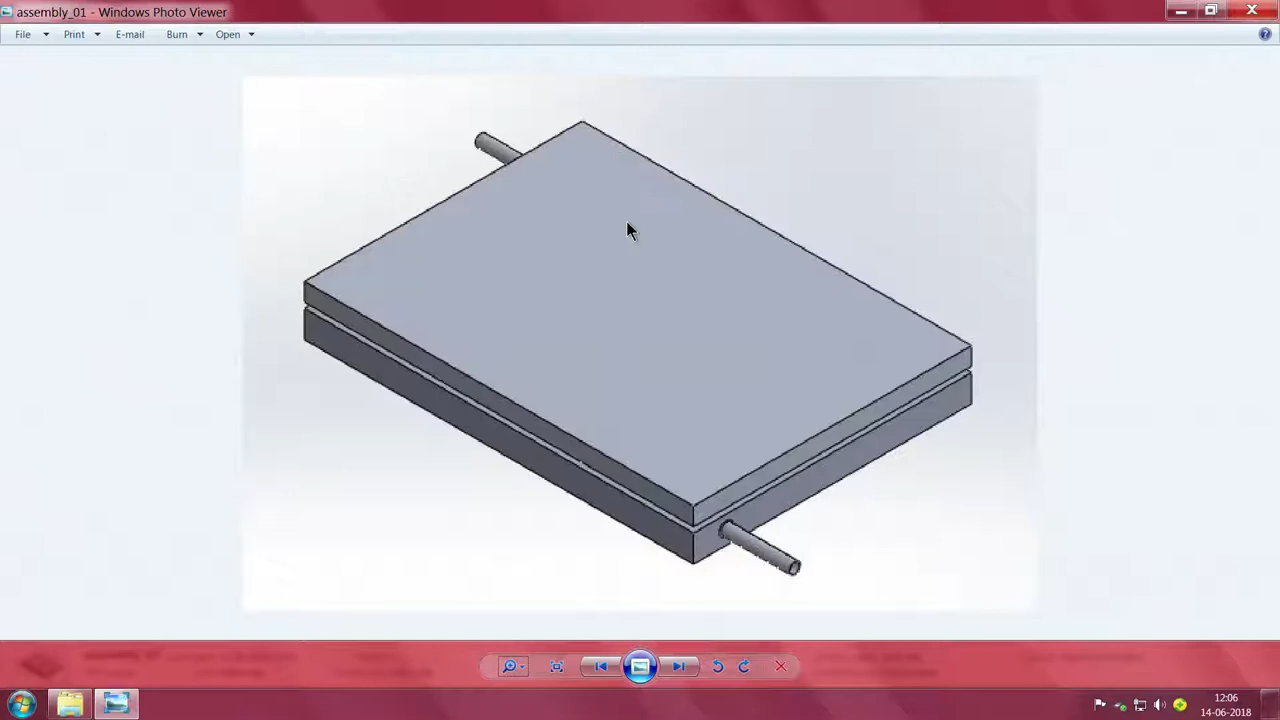 assembly_01 - Windows Photo Viewer
File Print E-mail Burn Open
12:06
14-06-2018